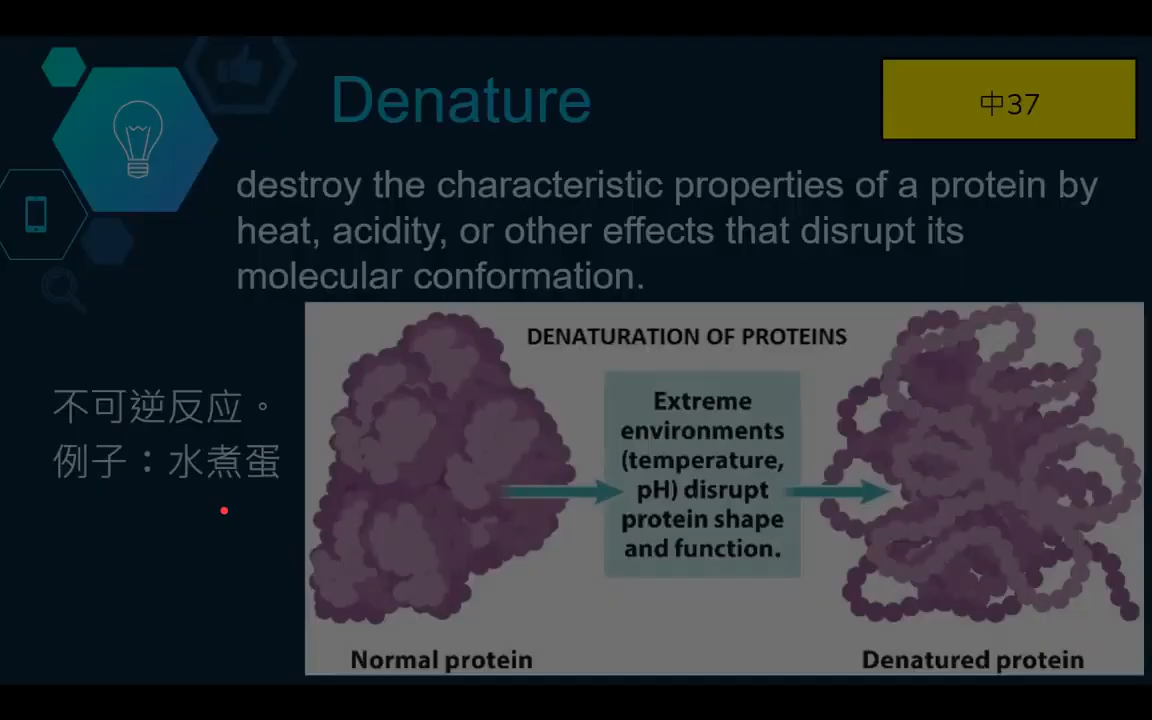 Denature
中37
destroy the characteristic properties of a protein by
heat, acidity, or other effects that disrupt its
molecular conformation.
不可逆反应。
例子：水煮蛋
DENATURATION OF PROTEINS
Extreme
environments
(temperature,
pH) disrupt
protein shape
and function.
Normal protein
Denatured protein